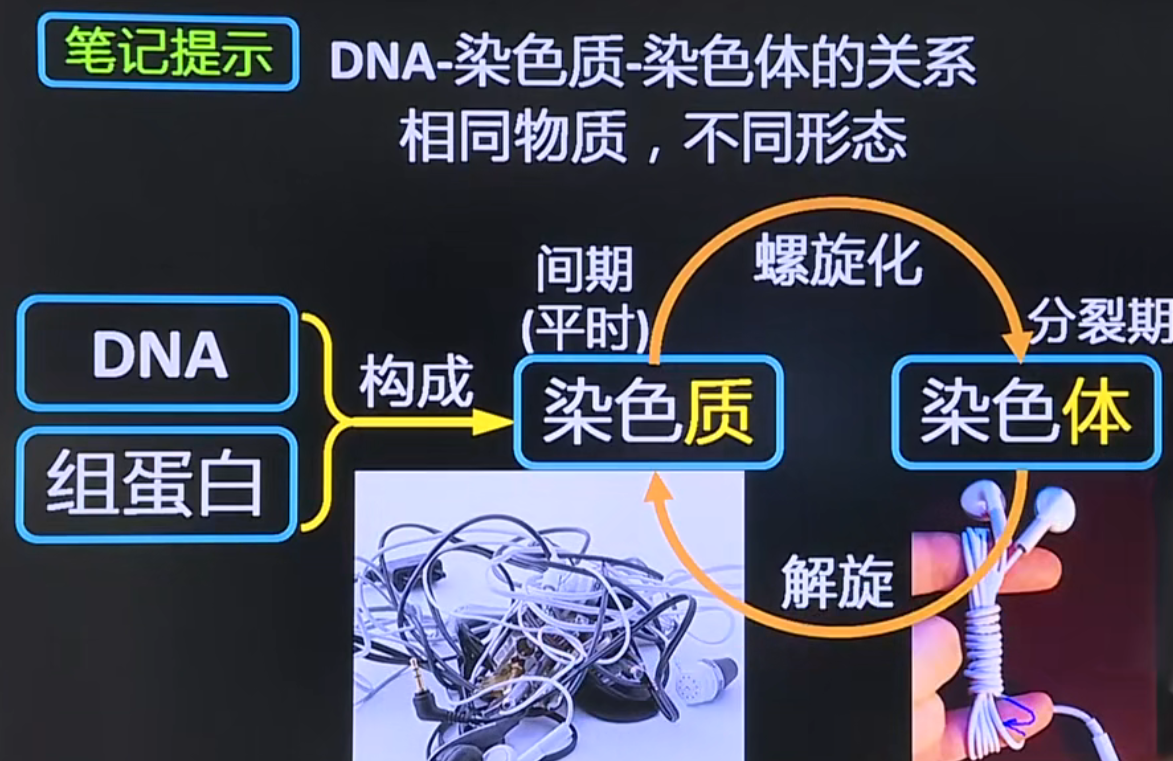 笔记提示
DNA-染色质-染色体的关系
相同物质，不同形态
间期
(平时)
螺旋化
分裂期
DNA
构成
染色质
染色体
组蛋白
解旋